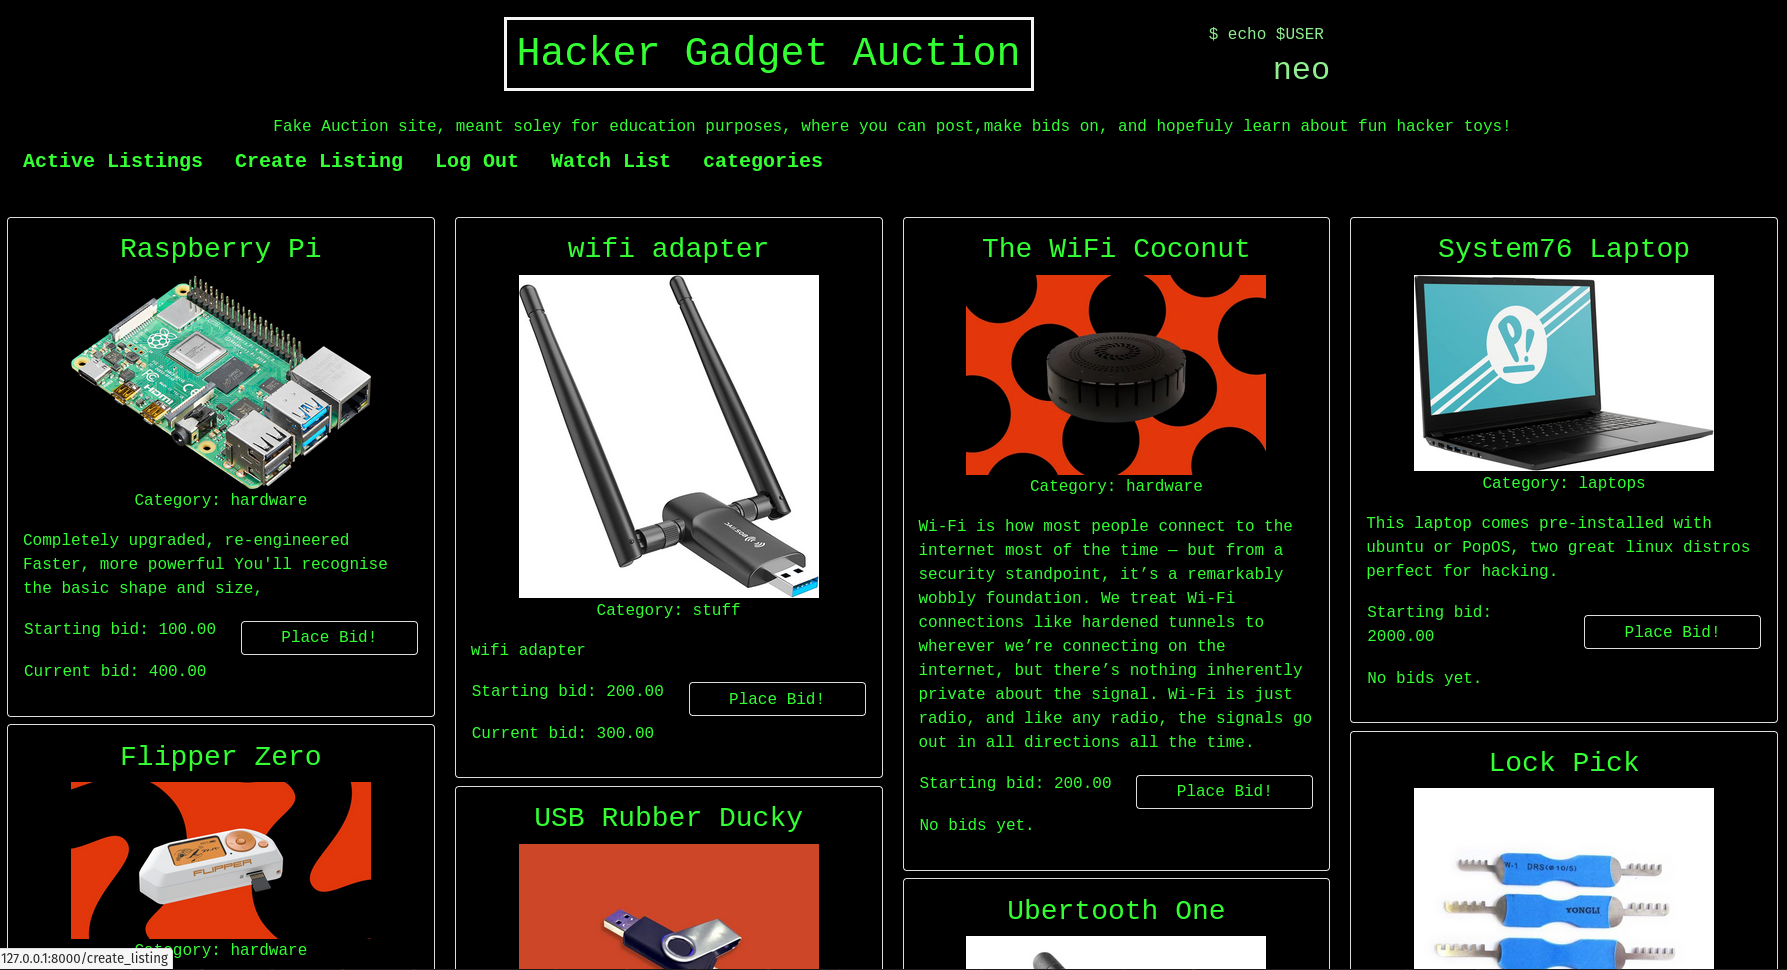 Hacker Gadget Auction
$ echo $USER
neo
Fake Auction site, meant soley for education purposes, where you can post,make bids on, and hopefuly learn about fun hacker toys!
Active Listings
Create Listing
Log Out
Watch List
categories
Raspberry Pi
HDMI
Category: hardware
Completely upgraded, re-engineered
Faster, more powerful You'll recognise
the basic shape and size,
Starting bid: 100.00
Place Bid!
Current bid: 400.00
Flipper Zero
FLIPPER
Category: hardware
wifi adapter
Category: stuff
wifi adapter
Starting bid: 200.00
Place Bid!
Current bid: 300.00
USB Rubber Ducky
The WiFi Coconut
Category: hardware
Wi-Fi is how most people connect to the
internet most of the time — but from a
security standpoint, it’s a remarkably
wobbly foundation. We treat Wi-Fi
connections like hardened tunnels to
wherever we’re connecting on the
internet, but there’s nothing inherently
private about the signal. Wi-Fi is just
radio, and like any radio, the signals go
out in all directions all the time.
Starting bid: 200.00
Place Bid!
No bids yet.
Ubertooth One
System76 Laptop
P!
Category: laptops
This laptop comes pre-installed with
ubuntu or PopOS, two great linux distros
perfect for hacking.
Starting bid:
2000.00
Place Bid!
No bids yet.
Lock Pick
W-1 DRS(⌀10/5)
YONGLI
127.0.0.1:8000/create_listing